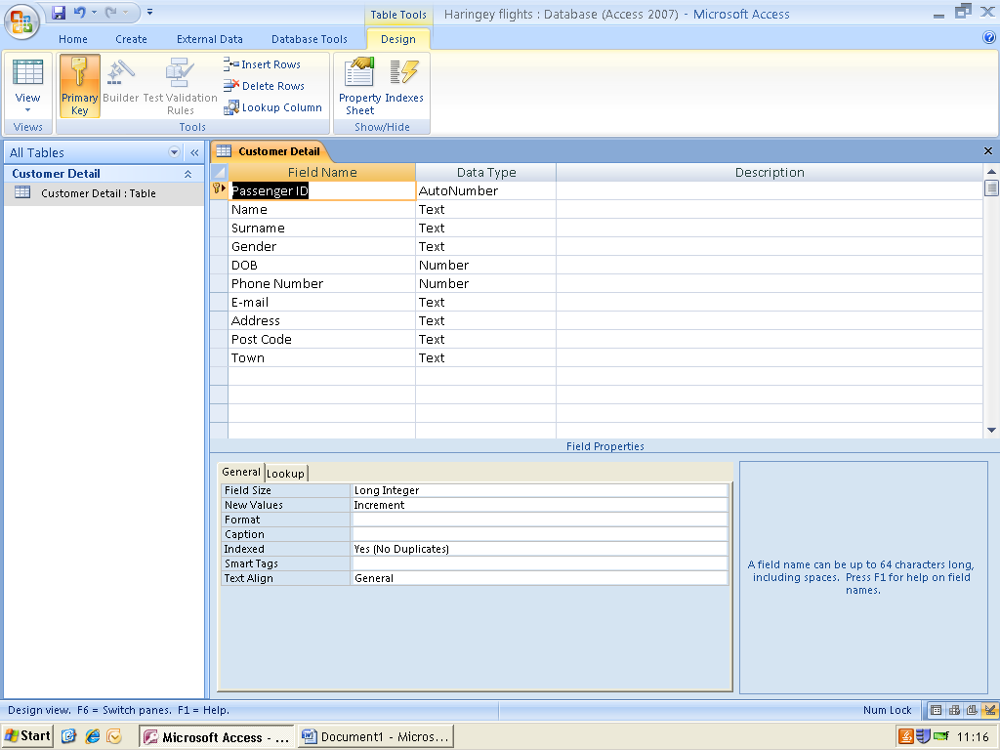 Table Tools Haringey flights : Database (Access 2007) - Microsoft Access
Home Create External Data Database Tools Design
View
Views
Primary Key
Builder
Test Validation Rules
Insert Rows
Delete Rows
Lookup Column
Tools
Property Sheet
Indexes
Show/Hide
All Tables «
Customer Detail
Customer Detail : Table
Customer Detail
Field Name Data Type Description
Passenger ID AutoNumber
Name Text
Surname Text
Gender Text
DOB Number
Phone Number Number
E-mail Text
Address Text
Post Code Text
Town Text
Field Properties
General Lookup
Field Size Long Integer
New Values Increment
Format
Caption
Indexed Yes (No Duplicates)
Smart Tags
Text Align General
A field name can be up to 64 characters long,
including spaces. Press F1 for help on field
names.
Design view. F6 = Switch panes. F1 = Help. Num Lock
Start Microsoft Access - ... Document1 - Micros... 11:16